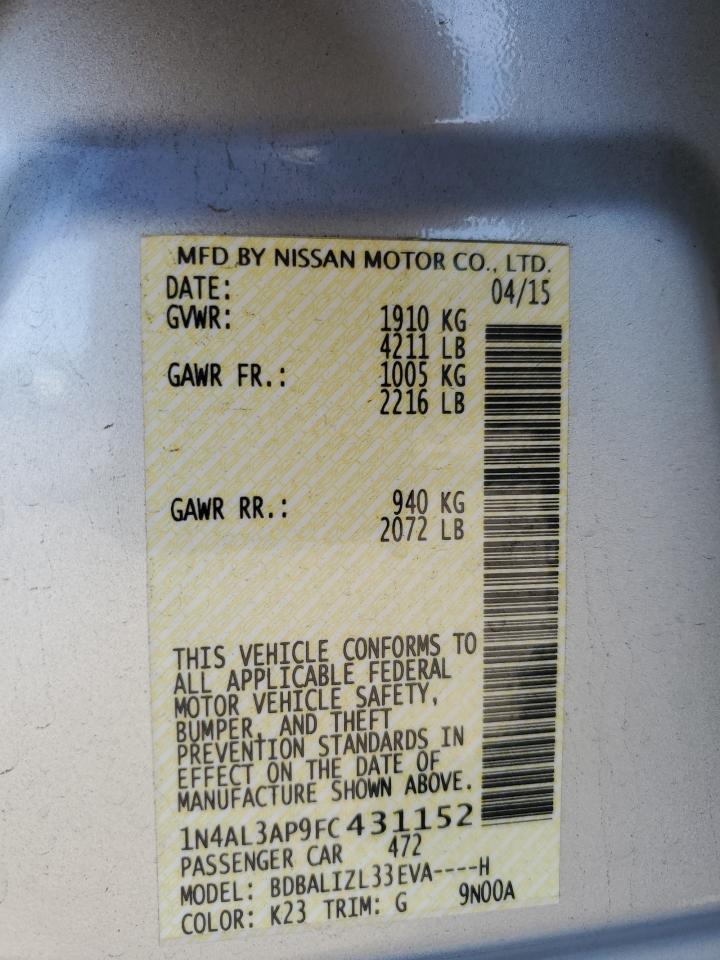 MFD BY NISSAN MOTOR CO., LTD.
DATE: 04/15
GVWR: 1910 KG
4211 LB
GAWR FR.: 1005 KG
2216 LB
GAWR RR.: 940 KG
2072 LB
THIS VEHICLE CONFORMS TO
ALL APPLICABLE FEDERAL
MOTOR VEHICLE SAFETY,
BUMPER, AND THEFT
PREVENTION STANDARDS IN
EFFECT ON THE DATE OF
MANUFACTURE SHOWN ABOVE.
1N4AL3AP9FC431152
PASSENGER CAR 472
MODEL: BDBALIZL33EVA----H
COLOR: K23 TRIM: G 9N00A